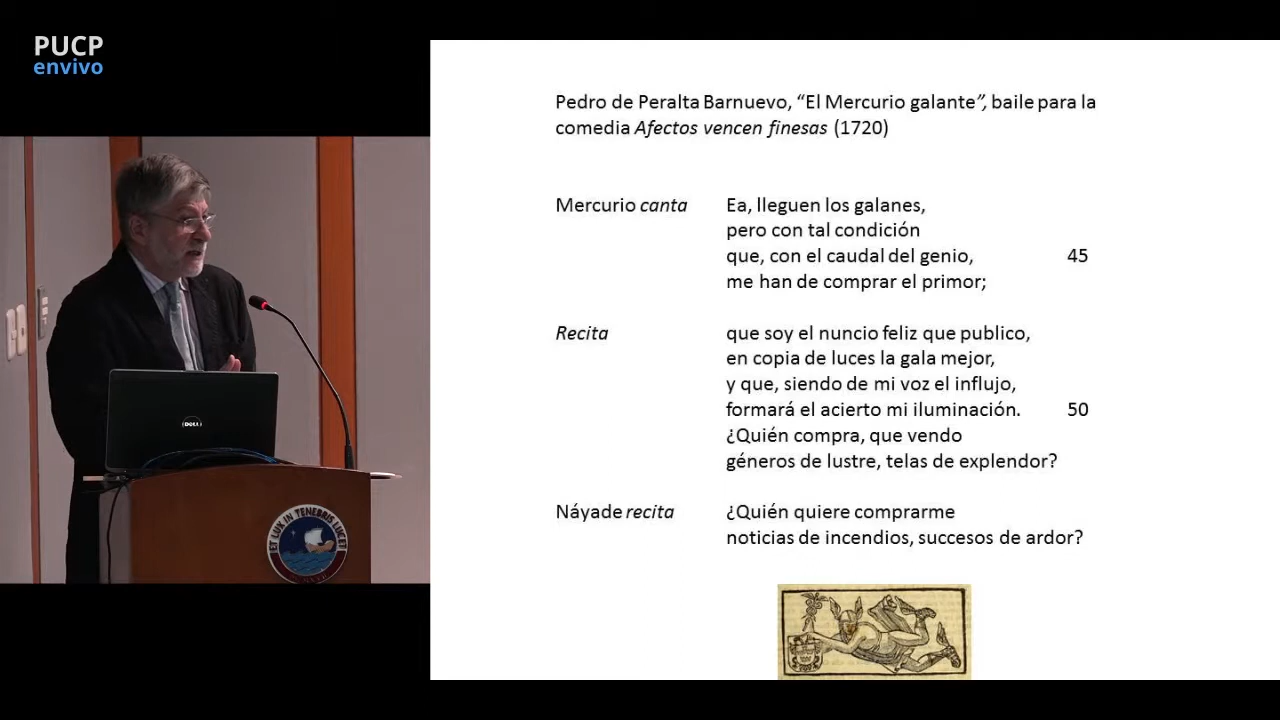 PUCP
envivo
Pedro de Peralta Barnuevo, “El Mercurio galante”, baile para la
comedia Afectos vencen finesas (1720)
Mercurio canta
Ea, lleguen los galanes,
pero con tal condición
que, con el caudal del genio, 45
me han de comprar el primor;
Recita
que soy el nuncio feliz que publico,
en copia de luces la gala mejor,
y que, siendo de mi voz el influjo,
formará el acierto mi iluminación. 50
¿Quién compra, que vendo
géneros de lustre, telas de explendor?
Náyade recita
¿Quién quiere comprarme
noticias de incendios, succesos de ardor?
DELL
ET LUX IN TENEBRIS LUCET